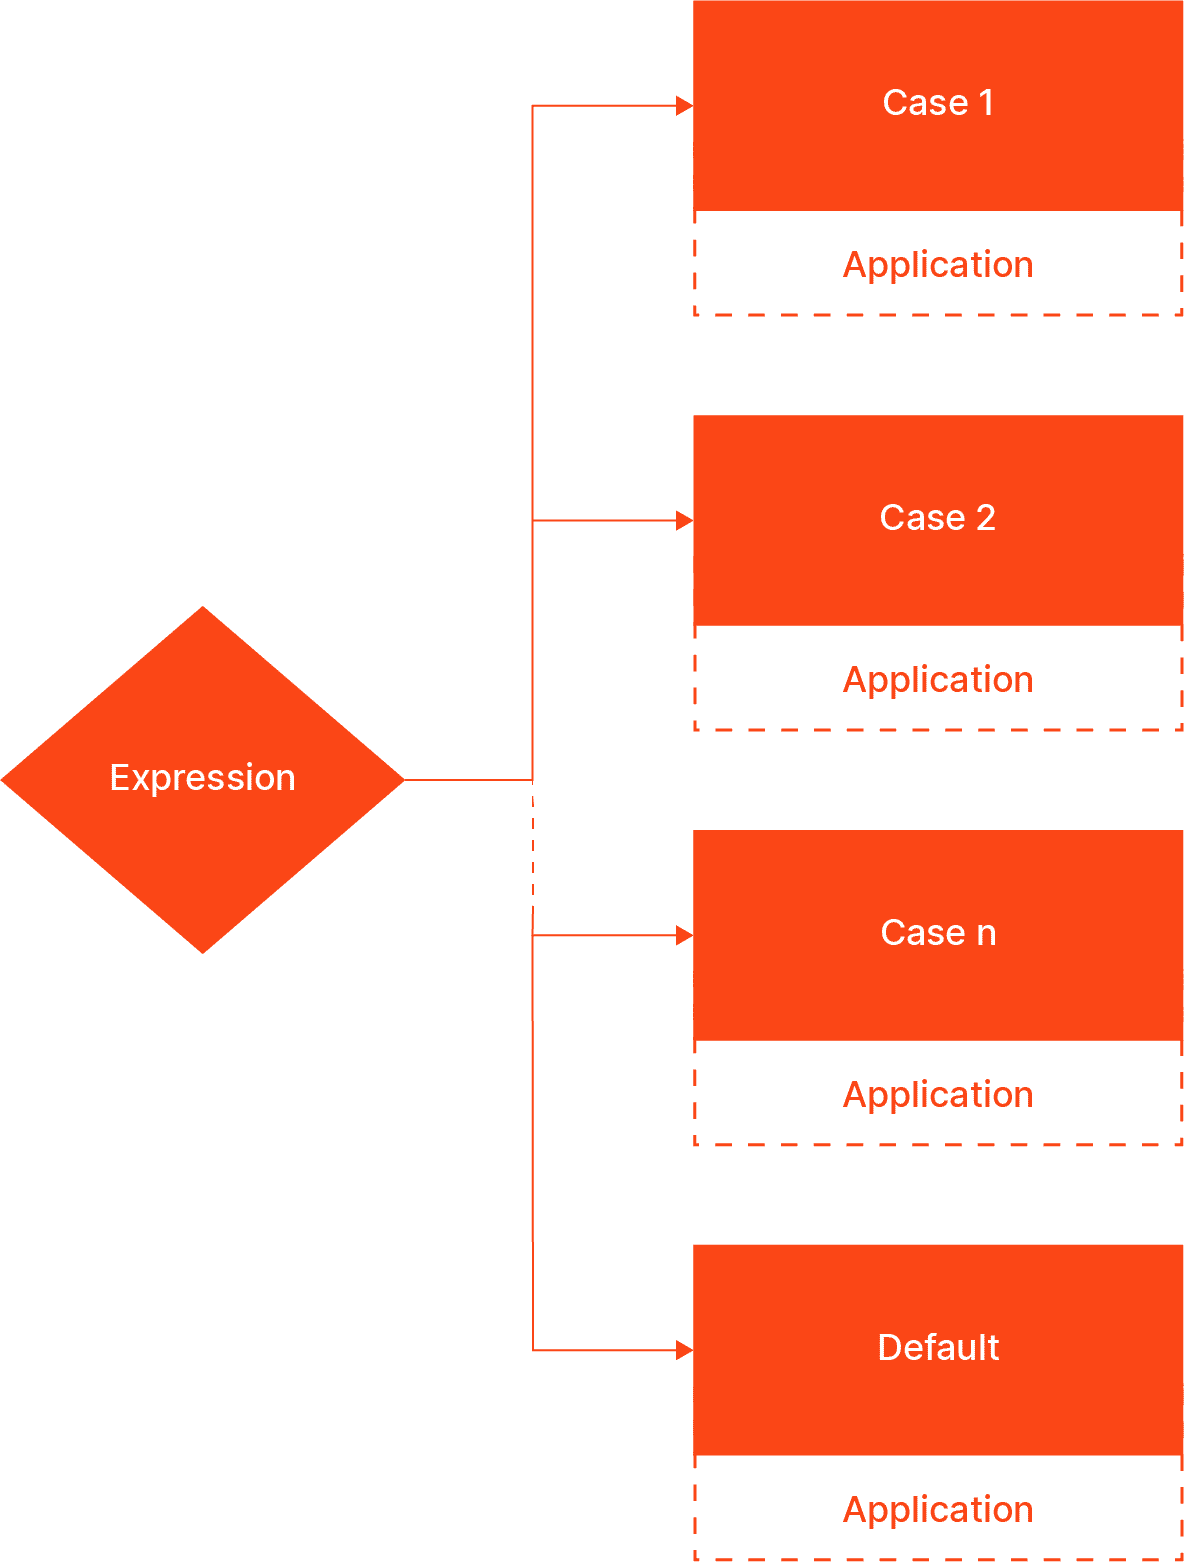 Case 1
Application
Case 2
Application
Expression
Case n
Application
Default
Application